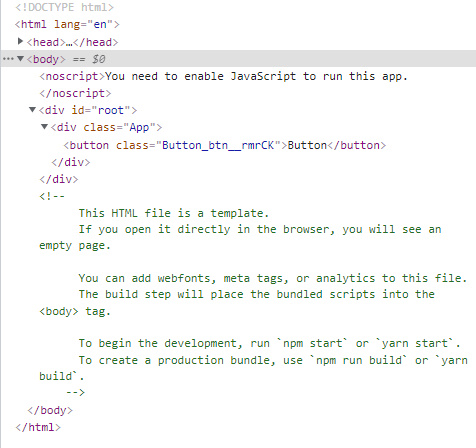 <!DOCTYPE html>
<html lang="en">
▶<head>…</head>
⋯▼<body> == $0
<noscript>You need to enable JavaScript to run this app.
</noscript>
▼<div id="root">
▼<div class="App">
<button class="Button_btn__rmrCK">Button</button>
</div>
</div>
<!--
This HTML file is a template.
If you open it directly in the browser, you will see an
empty page.
You can add webfonts, meta tags, or analytics to this file.
The build step will place the bundled scripts into the
<body> tag.
To begin the development, run `npm start` or `yarn start`.
To create a production bundle, use `npm run build` or `yarn
build`.
-->
</body>
</html>